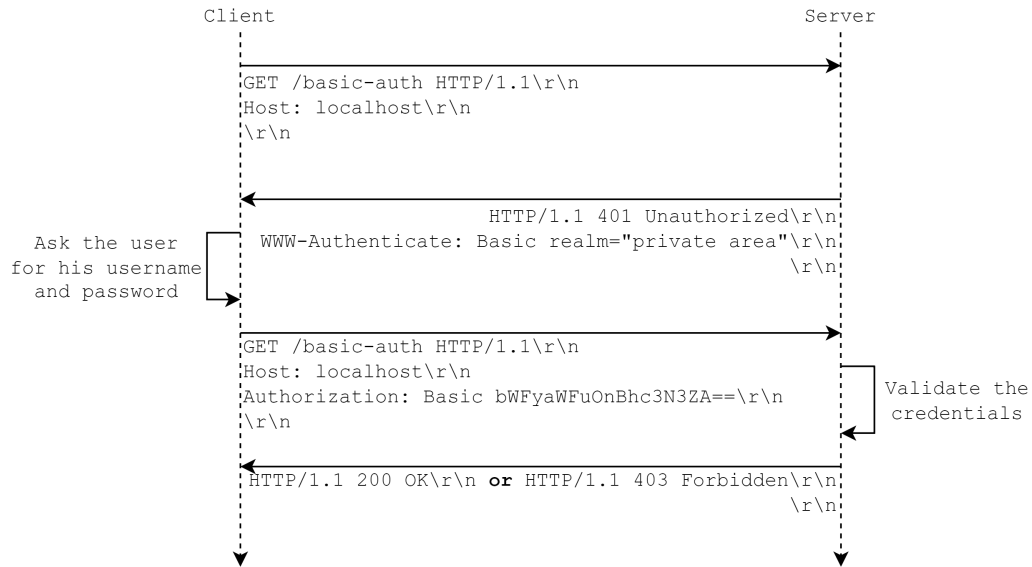 Client
Server
GET /basic-auth HTTP/1.1\r\n
Host: localhost\r\n
\r\n
HTTP/1.1 401 Unauthorized\r\n
WWW-Authenticate: Basic realm="private area"\r\n
\r\n
Ask the user
for his username
and password
GET /basic-auth HTTP/1.1\r\n
Host: localhost\r\n
Authorization: Basic bWFyaWFuOnBhc3N3ZA==\r\n
\r\n
Validate the
credentials
HTTP/1.1 200 OK\r\n or HTTP/1.1 403 Forbidden\r\n
\r\n